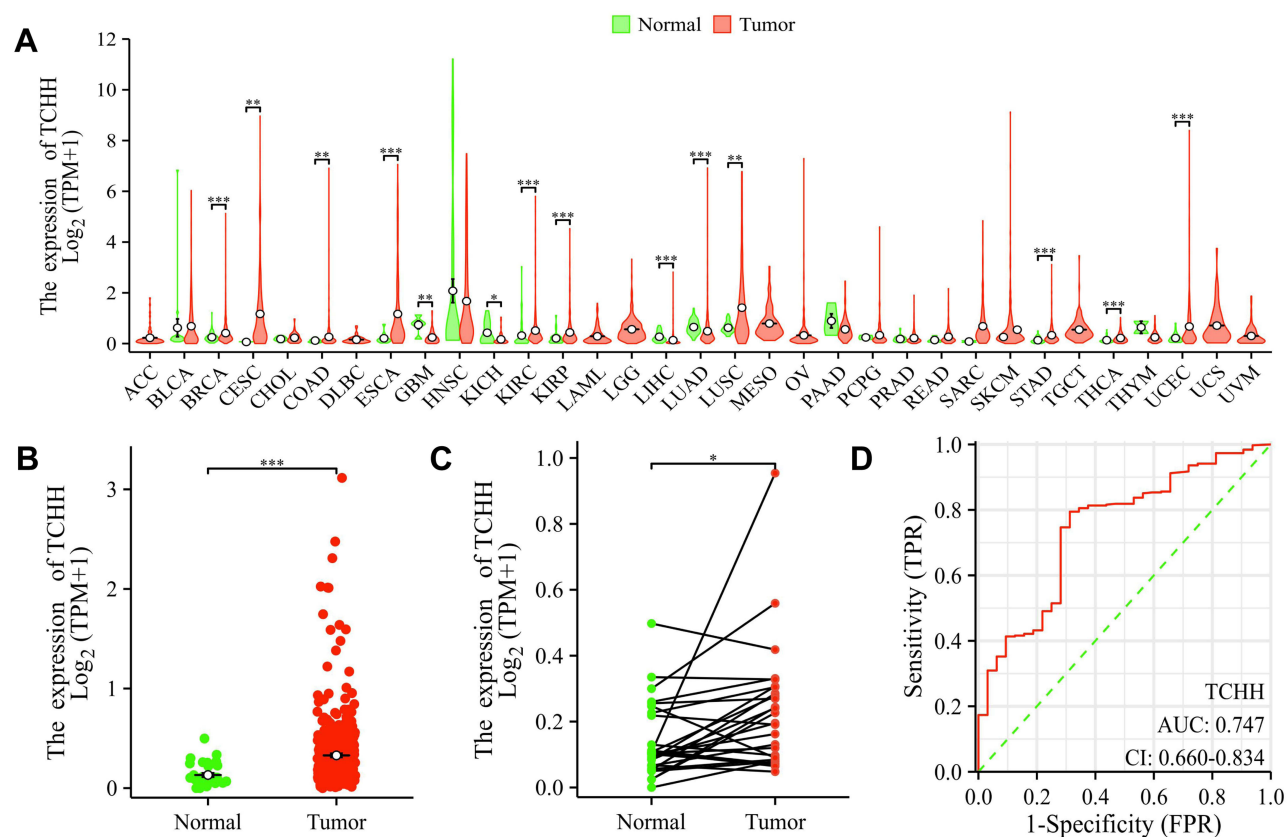 Normal Tumor
A
The expression of TCHH
Log₂ (TPM+1)
12
10
8
6
4
2
0
** *** ** *** ** * *** *** *** *** ** *** *** ***
ACC BLCA BRCA CESC CHOL COAD DLBC ESCA GBM HNSC KICH KIRC KIRP LAML LGG LIHC LUAD LUSC MESO OV PAAD PCPG PRAD READ SARC SKCM STAD TGCT THCA THYM UCEC UCS UVM
B
The expression of TCHH
Log₂ (TPM+1)
3
2
1
0
***
Normal Tumor
C
The expression of TCHH
Log₂ (TPM+1)
1.0
0.8
0.6
0.4
0.2
0.0
*
Normal Tumor
D
Sensitivity (TPR)
1.0
0.8
0.6
0.4
0.2
0.0
TCHH
AUC: 0.747
CI: 0.660-0.834
0.0 0.2 0.4 0.6 0.8 1.0
1-Specificity (FPR)